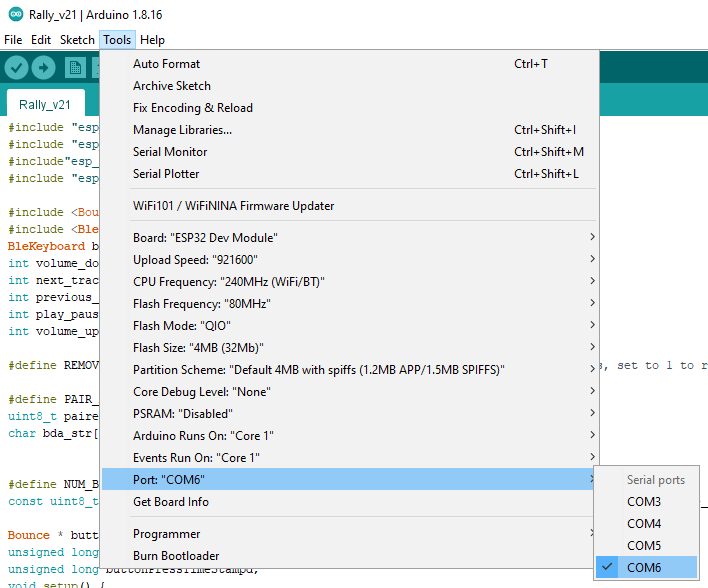 Rally_v21 | Arduino 1.8.16
File Edit Sketch Tools Help
Auto Format Ctrl+T
Archive Sketch
Fix Encoding & Reload
Manage Libraries... Ctrl+Shift+I
Serial Monitor Ctrl+Shift+M
Serial Plotter Ctrl+Shift+L
WiFi101 / WiFiNINA Firmware Updater
Board: "ESP32 Dev Module"
Upload Speed: "921600"
CPU Frequency: "240MHz (WiFi/BT)"
Flash Frequency: "80MHz"
Flash Mode: "QIO"
Flash Size: "4MB (32Mb)"
Partition Scheme: "Default 4MB with spiffs (1.2MB APP/1.5MB SPIFFS)"
Core Debug Level: "None"
PSRAM: "Disabled"
Arduino Runs On: "Core 1"
Events Run On: "Core 1"
Port: "COM6"
Get Board Info
Programmer
Burn Bootloader
Serial ports
COM3
COM4
COM5
COM6
Rally_v21
#include "esp
#include "esp
#include"esp_
#include "esp
#include <Bou
#include <Ble
BleKeyboard b
int volume_do
int next_trac
int previous_
int play_paus
int volume_up
#define REMOV
s, set to 1 to r
#define PAIR_
uint8_t paire
char bda_str[
#define NUM_B
const uint8_t
Bounce * butt
unsigned long
unsigned long buttonPressTimeStampd;
void setup() {